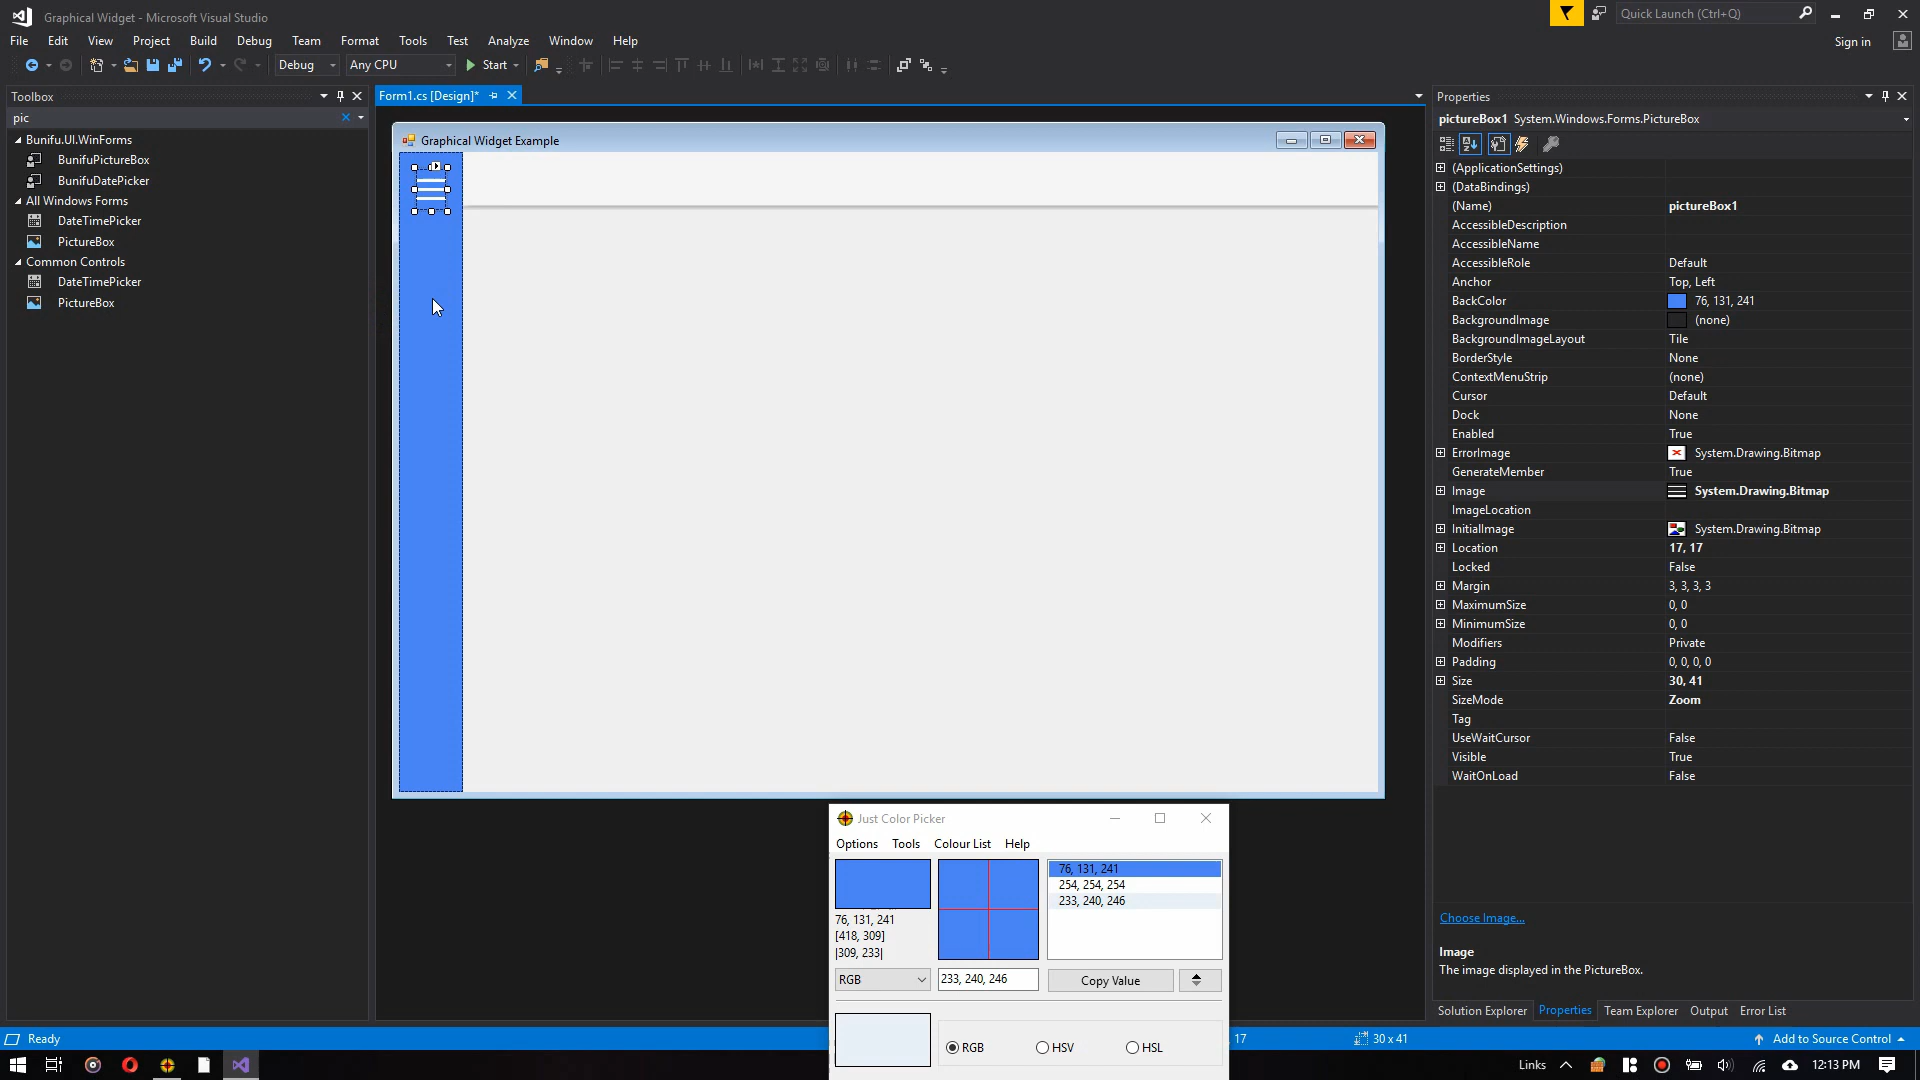 Graphical Widget - Microsoft Visual Studio
Quick Launch (Ctrl+Q)
File Edit View Project Build Debug Team Format Tools Test Analyze Window Help
Sign in
Debug Any CPU Start
Toolbox
pic
Bunifu.UI.WinForms
BunifuPictureBox
BunifuDatePicker
All Windows Forms
DateTimePicker
PictureBox
Common Controls
DateTimePicker
PictureBox
Form1.cs [Design]*
Graphical Widget Example
Properties
pictureBox1 System.Windows.Forms.PictureBox
(ApplicationSettings)
(DataBindings)
(Name) pictureBox1
AccessibleDescription
AccessibleName
AccessibleRole Default
Anchor Top, Left
BackColor 76, 131, 241
BackgroundImage (none)
BackgroundImageLayout Tile
BorderStyle None
ContextMenuStrip (none)
Cursor Default
Dock None
Enabled True
ErrorImage System.Drawing.Bitmap
GenerateMember True
Image System.Drawing.Bitmap
ImageLocation
InitialImage System.Drawing.Bitmap
Location 17, 17
Locked False
Margin 3, 3, 3, 3
MaximumSize 0, 0
MinimumSize 0, 0
Modifiers Private
Padding 0, 0, 0, 0
Size 30, 41
SizeMode Zoom
Tag
UseWaitCursor False
Visible True
WaitOnLoad False
Choose Image...
Image
The image displayed in the PictureBox.
Solution Explorer Properties Team Explorer Output Error List
Just Color Picker
Options Tools Colour List Help
76, 131, 241
254, 254, 254
233, 240, 246
76, 131, 241
[418, 309]
|309, 233|
RGB 233, 240, 246 Copy Value
RGB HSV HSL
Ready 17 30 x 41 Add to Source Control
Links 12:13 PM